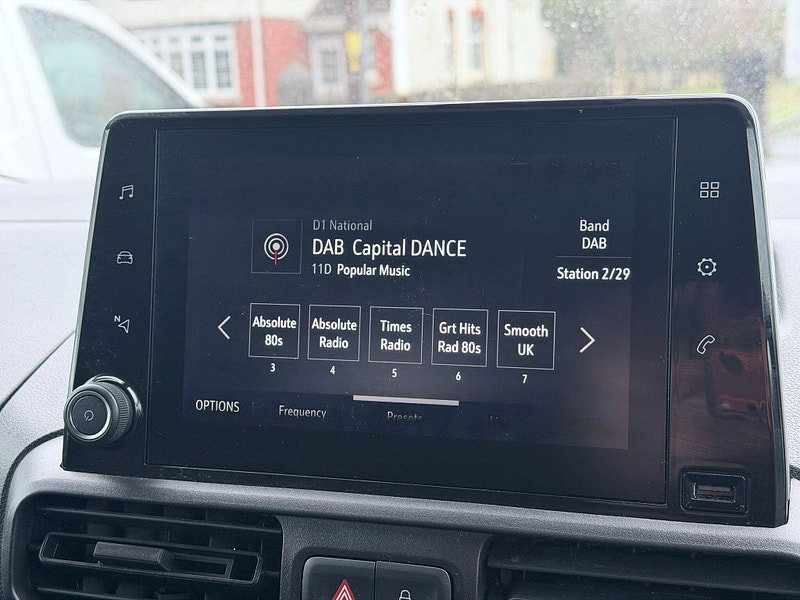 D1 National
DAB Capital DANCE
11D Popular Music
Band
DAB
Station 2/29
Absolute
80s
3
Absolute
Radio
4
Times
Radio
5
Grt Hits
Rad 80s
6
Smooth
UK
7
OPTIONS
Frequency
Presets
N